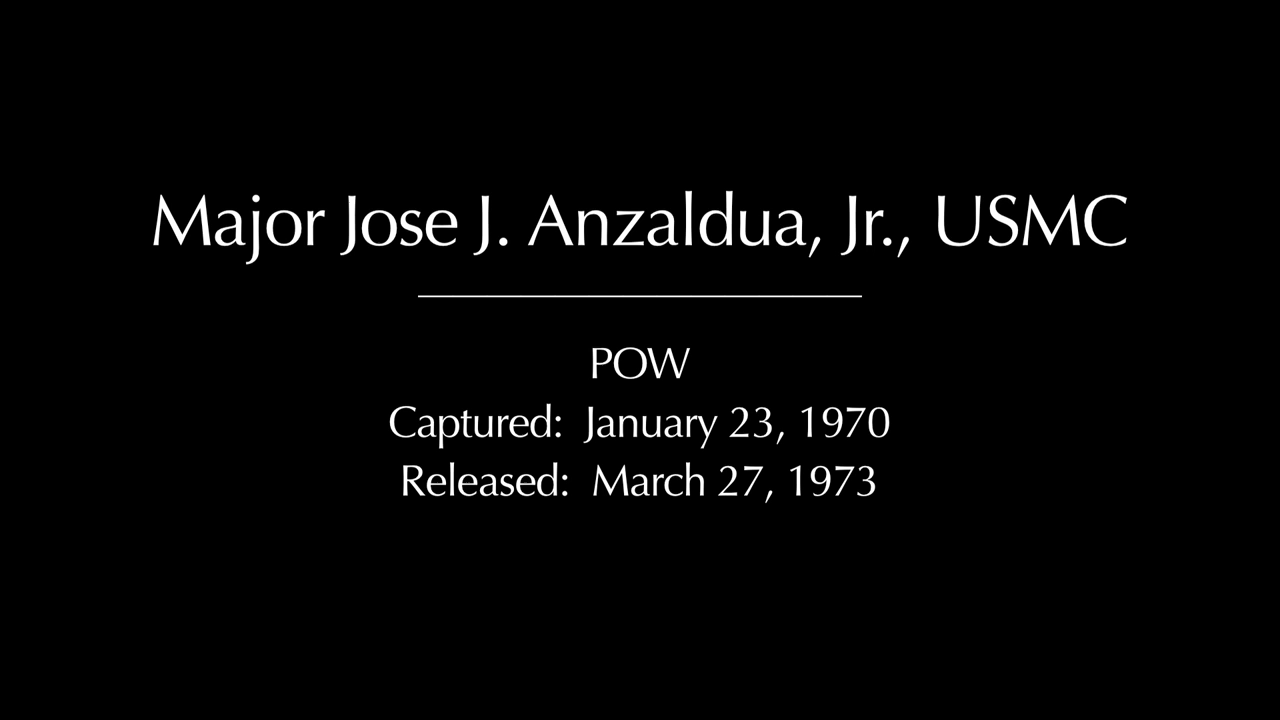 Major Jose J. Anzaldua, Jr., USMC
POW
Captured: January 23, 1970
Released: March 27, 1973